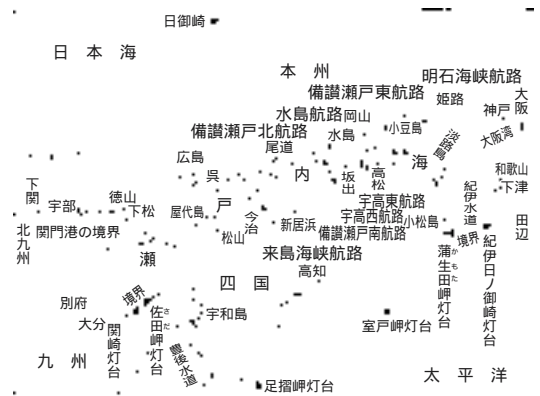 日御崎
日本海
本州
明石海峡航路
備讃瀬戸東航路
姫路
大阪
神戸
水島航路
岡山
小豆島
備讃瀬戸北航路
水島
淡路島
大阪湾
尾道
広島
海
和歌山
下関
呉
内
坂出
高松
下津
徳山
紀伊水道
宇部
下松
屋代島
戸
今治
宇高東航路
宇高西航路
小松島
田辺
北九州
関門港の境界
新居浜
備讃瀬戸南航路
松山
境界
瀬
来島海峡航路
蒲生田岬灯台
かもた
紀伊日ノ御崎灯台
高知
四国
境界
別府
佐田岬灯台
さだ
宇和島
大分
関崎灯台
室戸岬灯台
豊後水道
九州
足摺岬灯台
太平洋